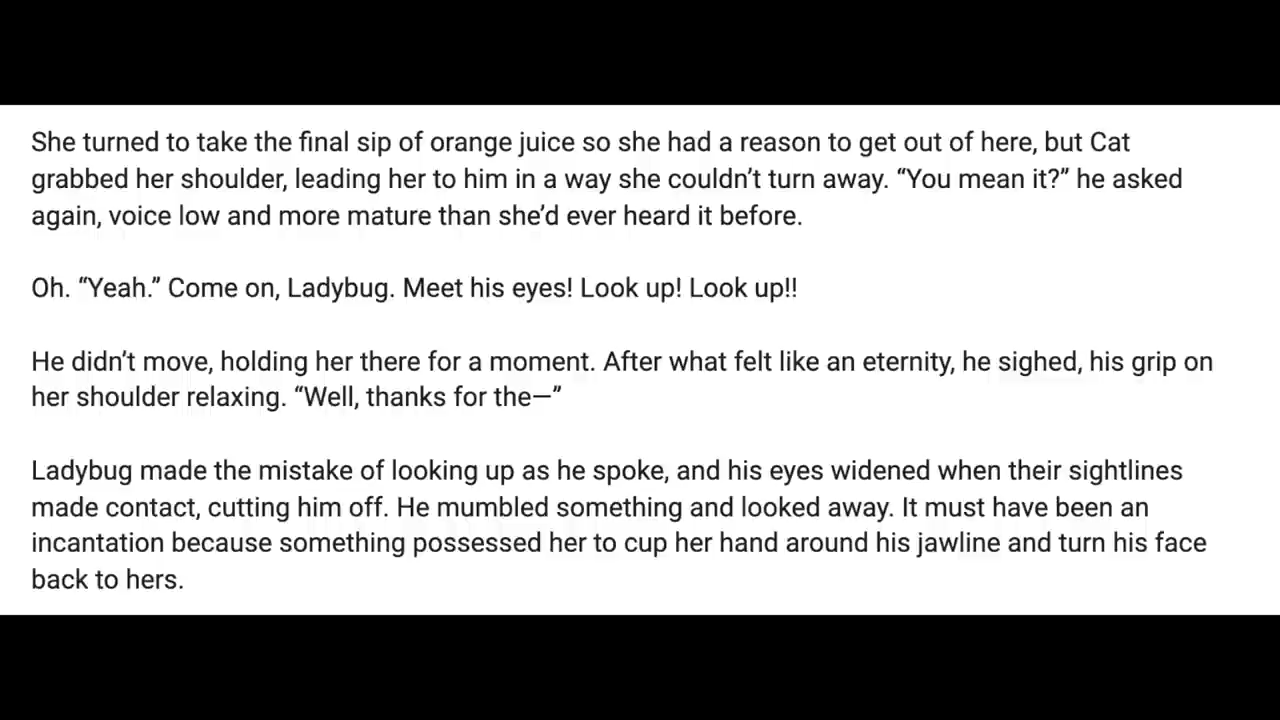 She turned to take the final sip of orange juice so she had a reason to get out of here, but Cat
grabbed her shoulder, leading her to him in a way she couldn’t turn away. “You mean it?” he asked
again, voice low and more mature than she’d ever heard it before.
Oh. “Yeah.” Come on, Ladybug. Meet his eyes! Look up! Look up!!
He didn’t move, holding her there for a moment. After what felt like an eternity, he sighed, his grip on
her shoulder relaxing. “Well, thanks for the—”
Ladybug made the mistake of looking up as he spoke, and his eyes widened when their sightlines
made contact, cutting him off. He mumbled something and looked away. It must have been an
incantation because something possessed her to cup her hand around his jawline and turn his face
back to hers.